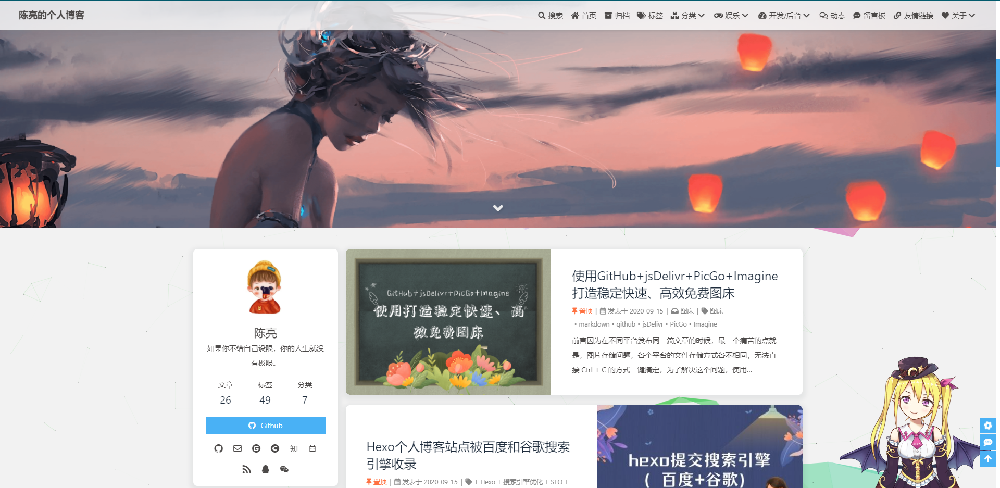 陈亮的个人博客
搜索 首页 归档 标签 分类 娱乐 开发/后台 动态 留言板 友情链接 关于
陈亮
如果你不给自己设限，你的人生就没
有极限。
文章 标签 分类
26 49 7
Github
知
GitHub+jsDelivr+PicGo+Imagine
使用打造稳定快速、高
效免费图床
使用GitHub+jsDelivr+PicGo+Imagine
打造稳定快速、高效免费图床
置顶 | 发表于 2020-09-15 | 图床 | 图床
• markdown • github • jsDelivr • PicGo • Imagine
前言因为在不同平台发布同一篇文章的时候，最一个痛苦的点就
是，图片存储问题，各个平台的文件存储方式各不相同，无法直
接 Ctrl + C 的方式一键搞定，为了解决这个问题，使用...
Hexo个人博客站点被百度和谷歌搜索
引擎收录
置顶 | 发表于 2020-09-15 | + Hexo + 搜索引擎优化 + SEO +
hexo提交搜索引擎
( 百度+谷歌)